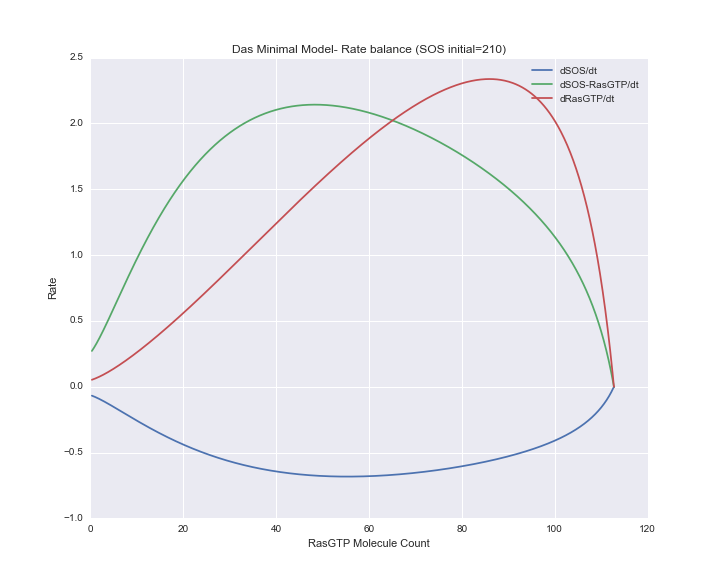 Das Minimal Model- Rate balance (SOS initial=210)
dSOS/dt
dSOS-RasGTP/dt
dRasGTP/dt
2.5
2.0
1.5
1.0
0.5
0.0
−0.5
−1.0
Rate
0 20 40 60 80 100 120
RasGTP Molecule Count